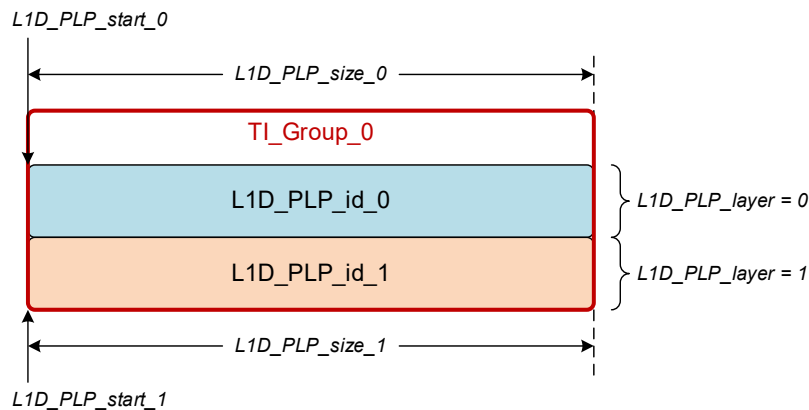 L1D_PLP_start_0
L1D_PLP_size_0
TI_Group_0
L1D_PLP_id_0
L1D_PLP_layer = 0
L1D_PLP_id_1
L1D_PLP_layer = 1
L1D_PLP_size_1
L1D_PLP_start_1